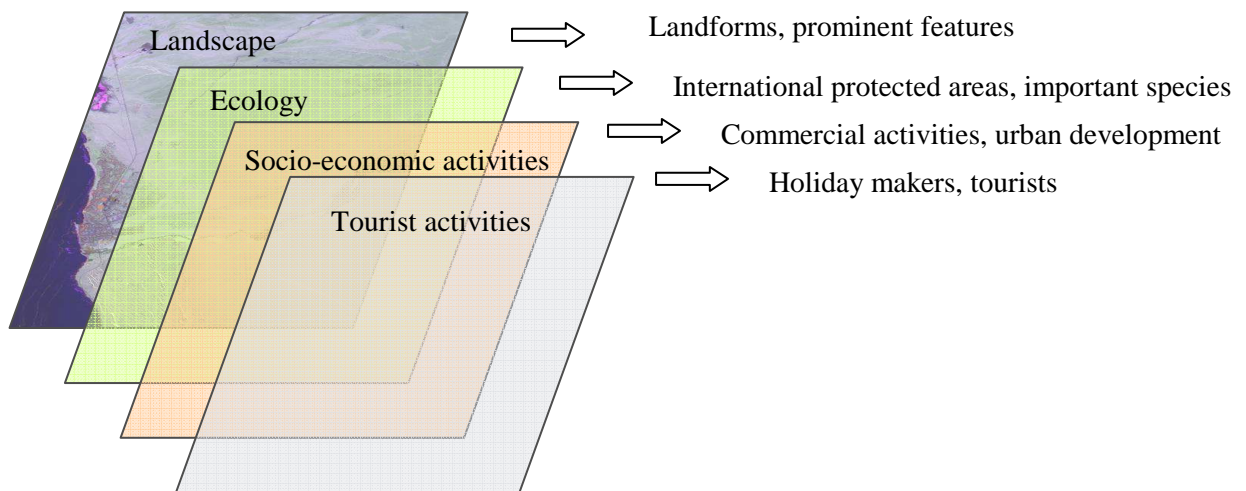 Landscape
Landforms, prominent features
Ecology
International protected areas, important species
Socio-economic activities
Commercial activities, urban development
Tourist activities
Holiday makers, tourists